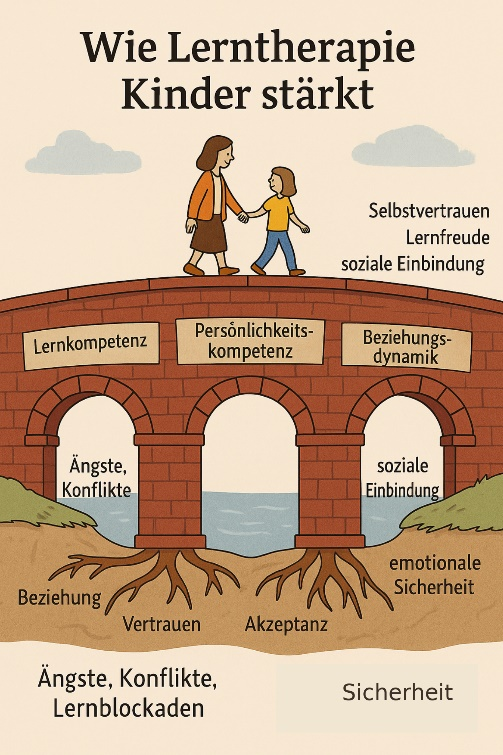 Wie Lerntherapie
Kinder stärkt
Selbstvertrauen
Lernfreude
soziale Einbindung
Lernkompetenz
Persönlichkeits-
kompetenz
Beziehungs-
dynamik
Ängste,
Konflikte
soziale
Einbindung
emotionale
Sicherheit
Beziehung
Vertrauen
Akzeptanz
Ängste, Konflikte,
Lernblockaden
Sicherheit